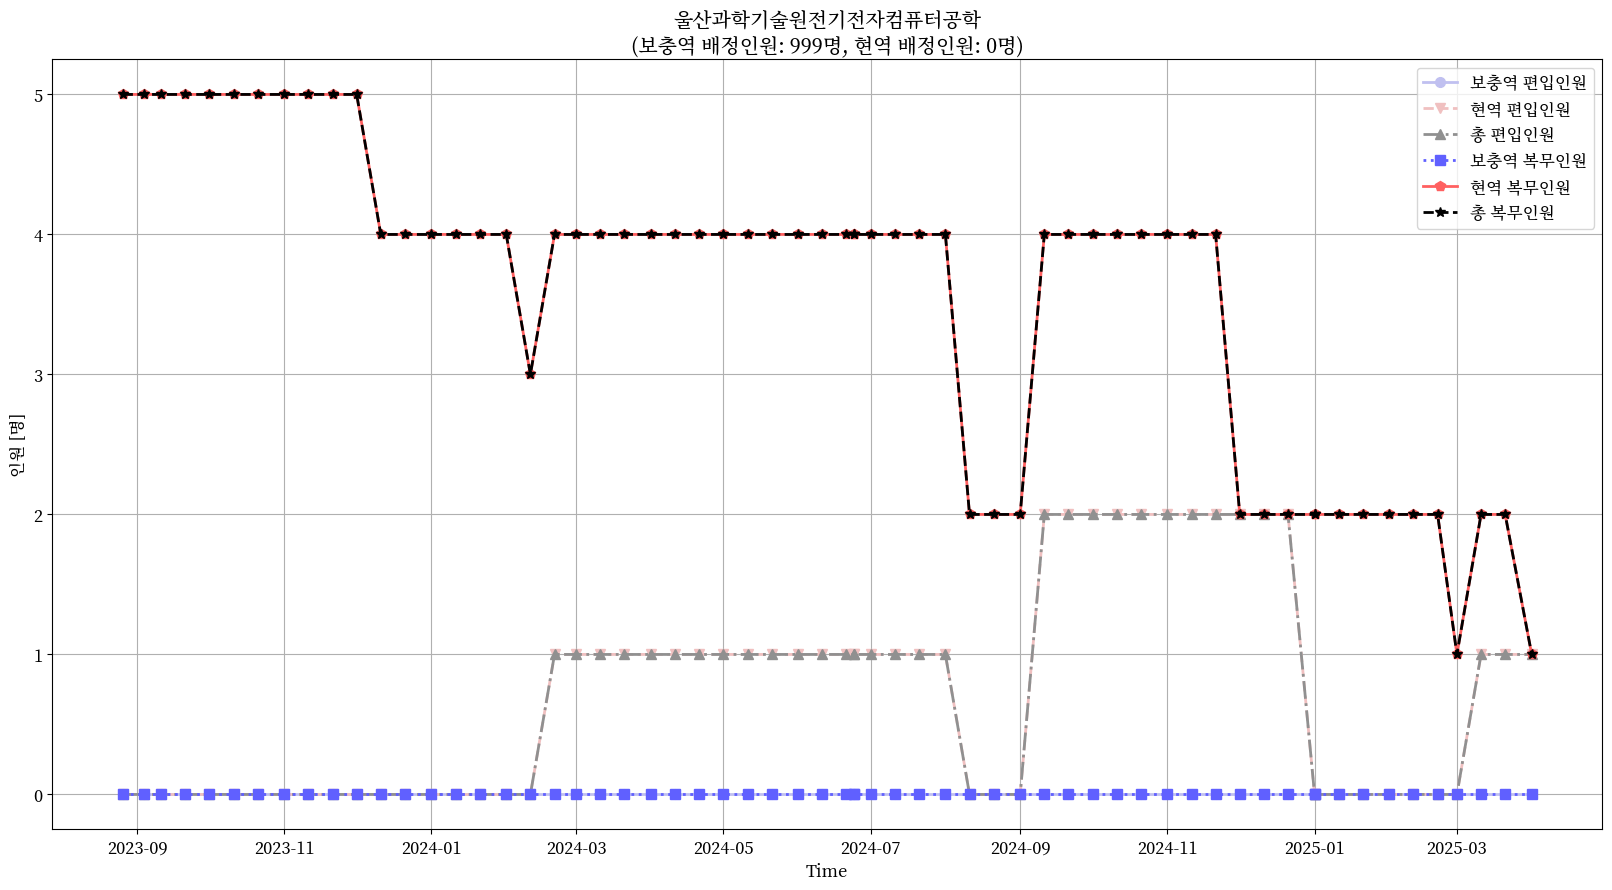 울산과학기술원전기전자컴퓨터공학
(보충역 배정인원: 999명, 현역 배정인원: 0명)
보충역 편입인원
현역 편입인원
총 편입인원
보충역 복무인원
현역 복무인원
총 복무인원
인원 [명]
5
4
3
2
1
0
2023-09
2023-11
2024-01
2024-03
2024-05
2024-07
2024-09
2024-11
2025-01
2025-03
Time